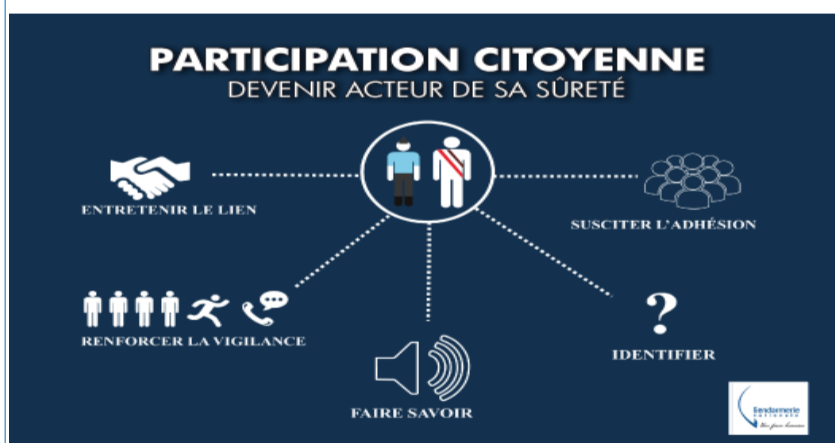 PARTICIPATION CITOYENNE
DEVENIR ACTEUR DE SA SÛRETÉ
ENTRETENIR LE LIEN
SUSCITER L'ADHÉSION
RENFORCER LA VIGILANCE
?
IDENTIFIER
FAIRE SAVOIR
Gendarmerie
nationale